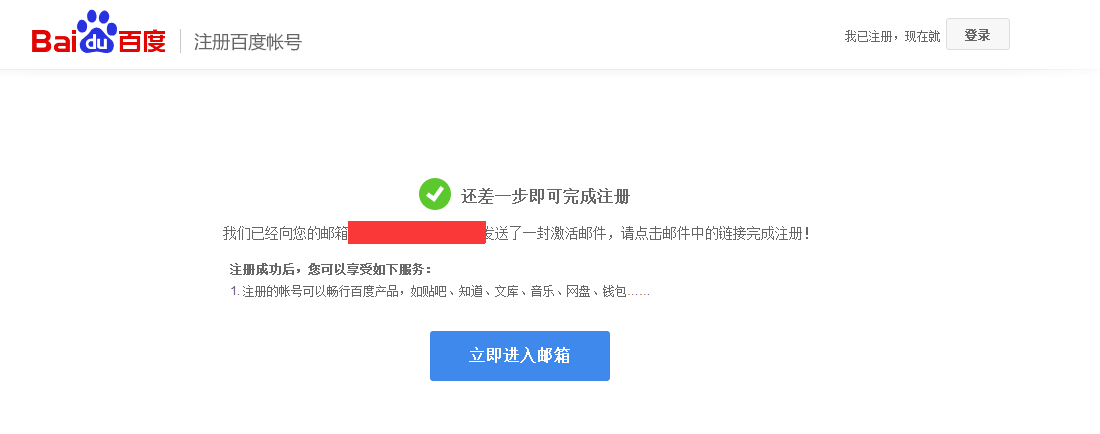 Baidu百度 注册百度帐号 我已注册，现在就 登录
还差一步即可完成注册
我们已经向您的邮箱 发送了一封激活邮件，请点击邮件中的链接完成注册！
注册成功后，您可以享受如下服务：
1. 注册的帐号可以畅行百度产品，如贴吧、知道、文库、音乐、网盘、钱包……
立即进入邮箱